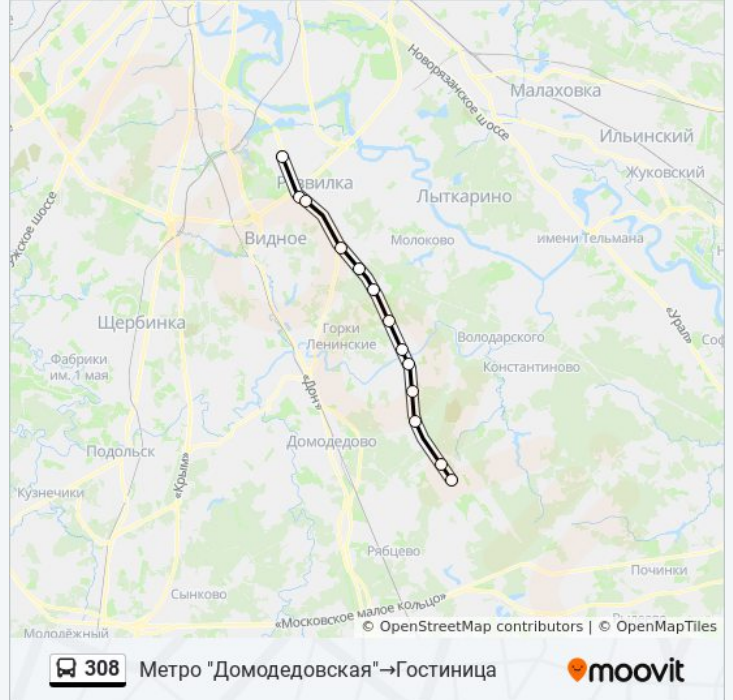 Новорязанское шоссе
Малаховка
Ильинский
Жуковский
Развилка
Лыткарино
Видное
Молоково
имени Тельмана
«Урал»
Щербинка
Горки
Ленинские
Володарского
Фабрики
им. 1 мая
Константиново
«Дон»
Домодедово
Подольск
«Крым»
Кузнечики
Рябцево
Починки
Сынково
«Московское малое кольцо»
Молодёжный
© OpenStreetMap contributors | © OpenMapTiles
308 Метро "Домодедовская"→Гостиница
moovit